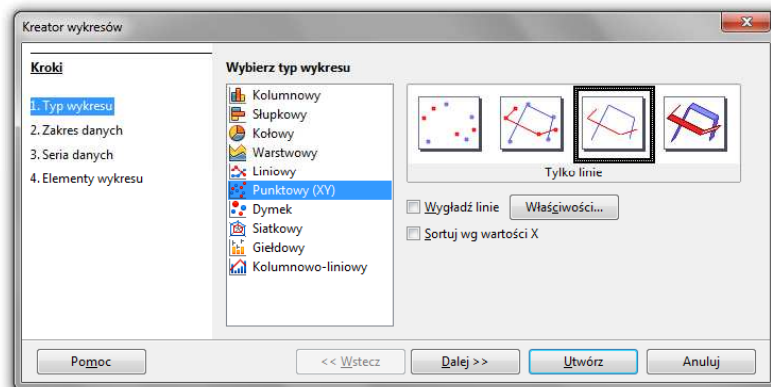 Kreator wykresów
Kroki
1. Typ wykresu
2. Zakres danych
3. Seria danych
4. Elementy wykresu
Wybierz typ wykresu
Kolumnowy
Słupkowy
Kołowy
Warstwowy
Liniowy
Punktowy (XY)
Dymek
Siatkowy
Giełdowy
Kolumnowo-liniowy
Tylko linie
Wygładź linie
Właściwości...
Sortuj wg wartości X
Pomoc
<< Wstecz
Dalej >>
Utwórz
Anuluj